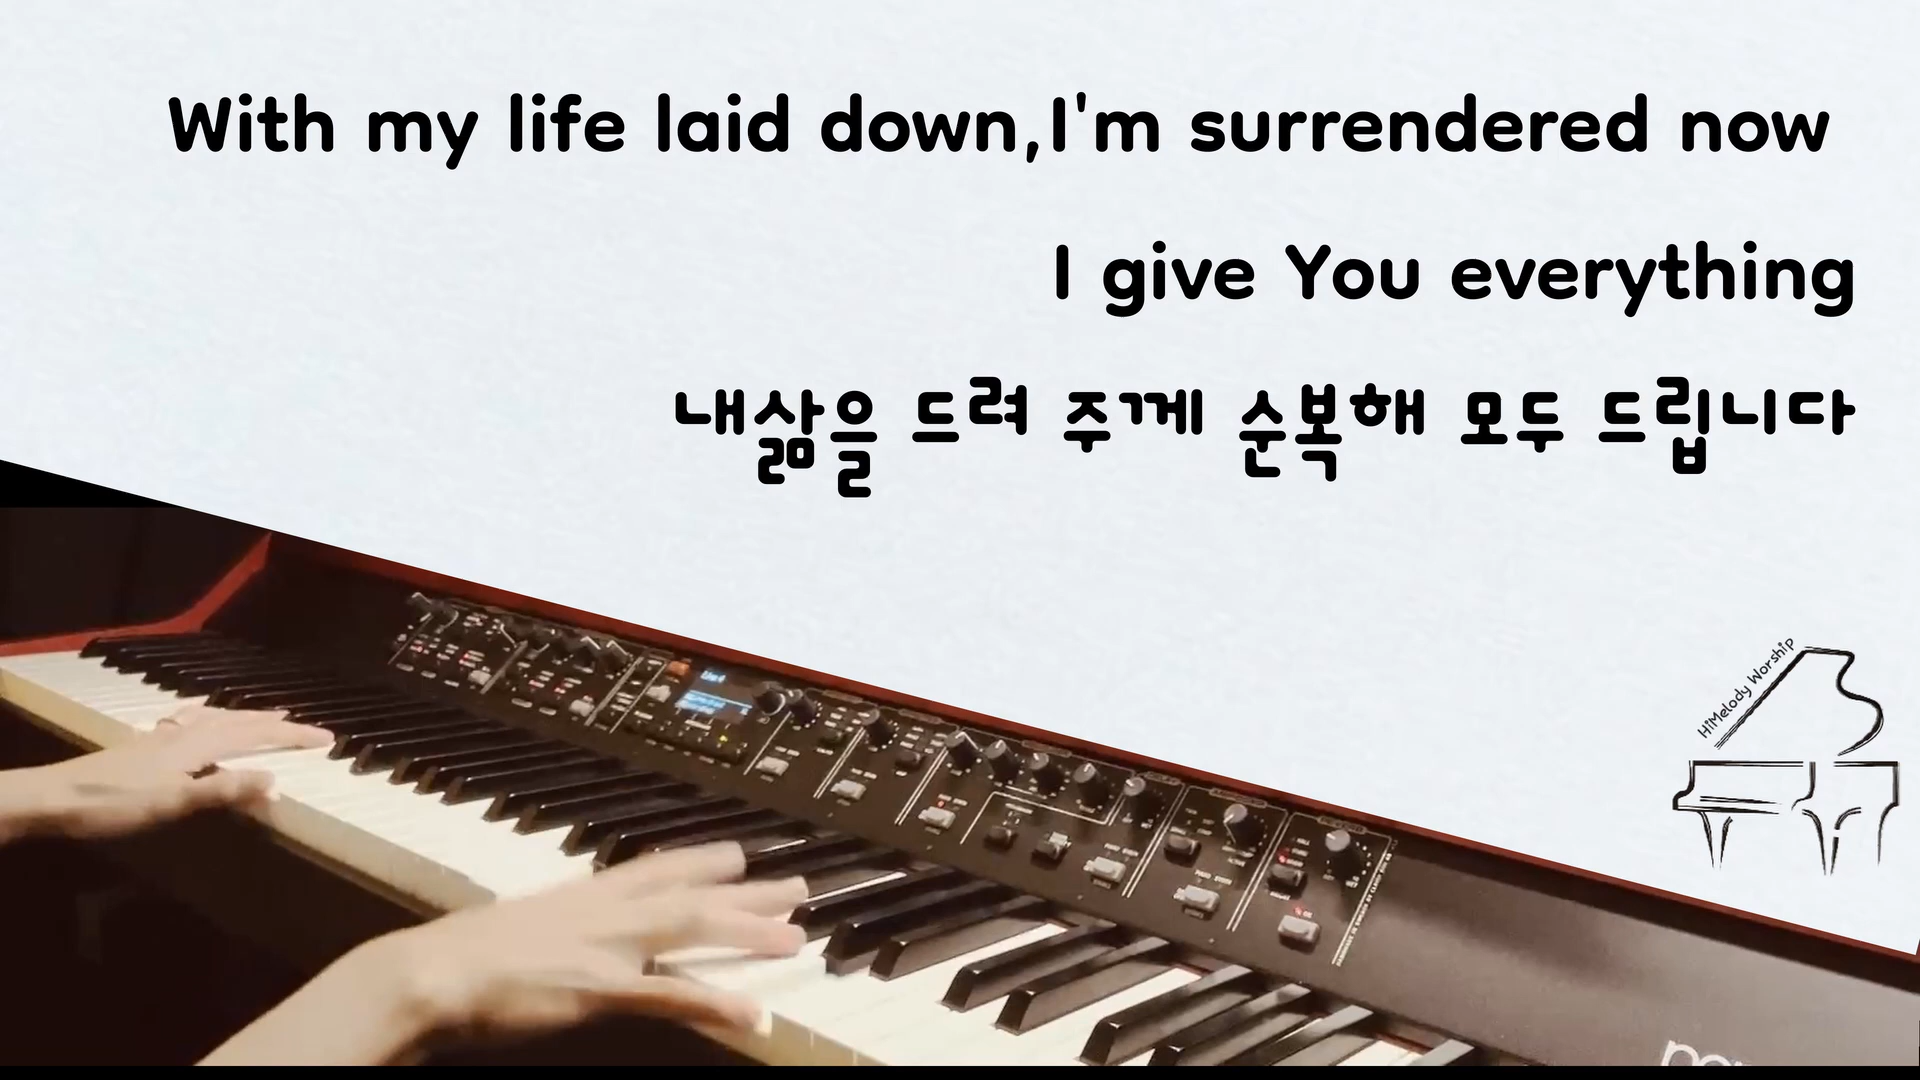 With my life laid down,I'm surrendered now
I give You everything
내삶을 드려 주께 순복해 모두 드립니다
HiMelody Worship